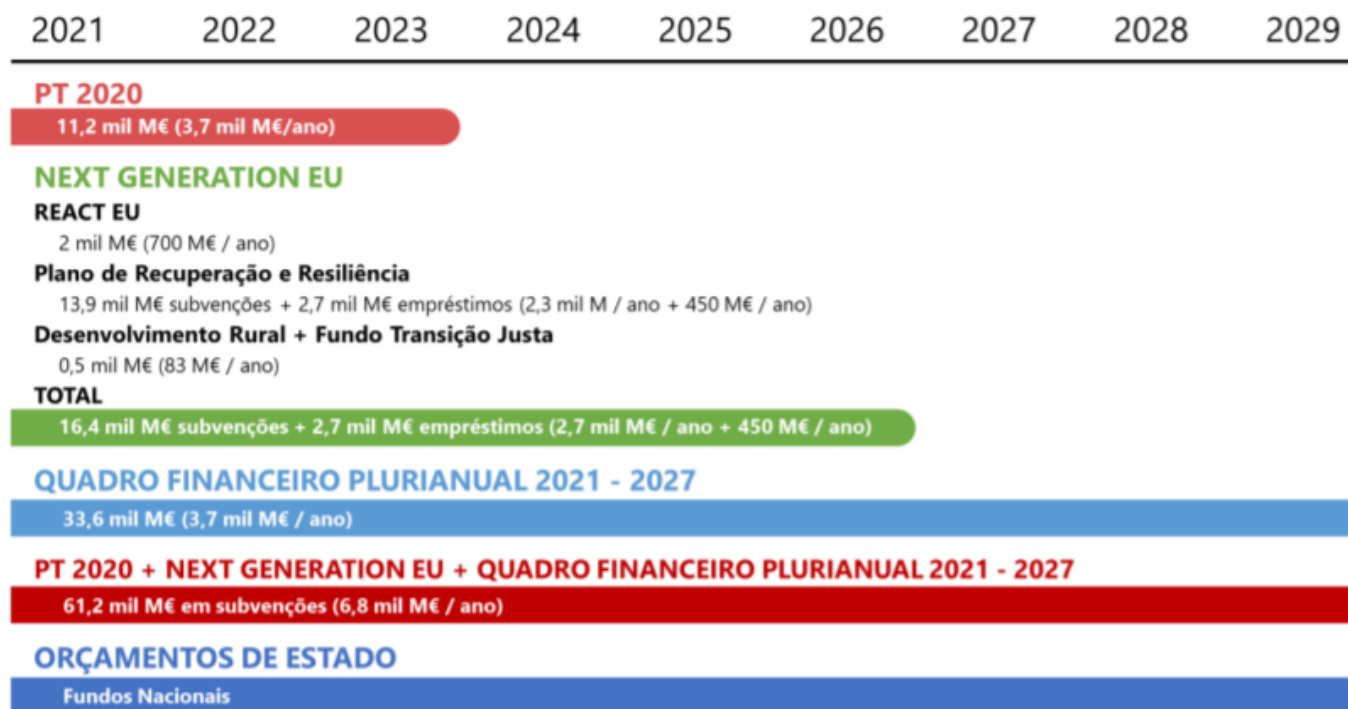 2021 2022 2023 2024 2025 2026 2027 2028 2029
PT 2020
11,2 mil M€ (3,7 mil M€/ano)
NEXT GENERATION EU
REACT EU
2 mil M€ (700 M€ / ano)
Plano de Recuperação e Resiliência
13,9 mil M€ subvenções + 2,7 mil M€ empréstimos (2,3 mil M / ano + 450 M€ / ano)
Desenvolvimento Rural + Fundo Transição Justa
0,5 mil M€ (83 M€ / ano)
TOTAL
16,4 mil M€ subvenções + 2,7 mil M€ empréstimos (2,7 mil M€ / ano + 450 M€ / ano)
QUADRO FINANCEIRO PLURIANUAL 2021 - 2027
33,6 mil M€ (3,7 mil M€ / ano)
PT 2020 + NEXT GENERATION EU + QUADRO FINANCEIRO PLURIANUAL 2021 - 2027
61,2 mil M€ em subvenções (6,8 mil M€ / ano)
ORÇAMENTOS DE ESTADO
Fundos Nacionais